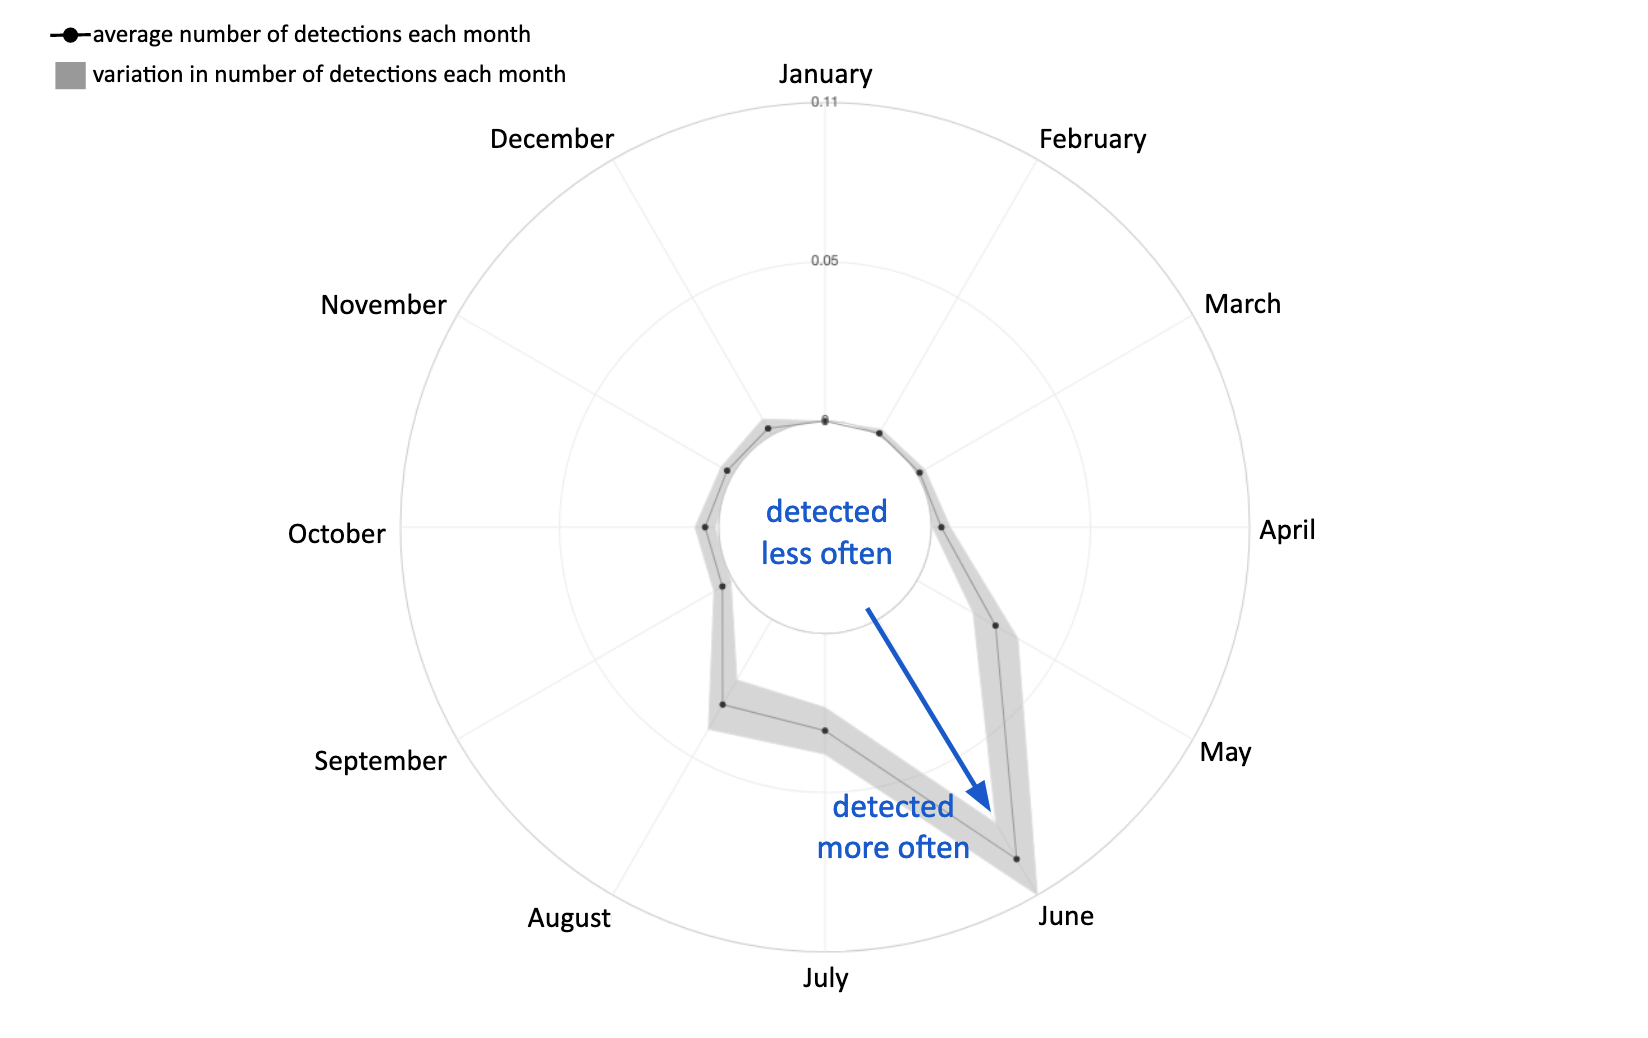 average number of detections each month
variation in number of detections each month
January
0.11
December
February
0.05
November
March
0
detected
less often
October
April
September
May
detected
more often
August
June
July